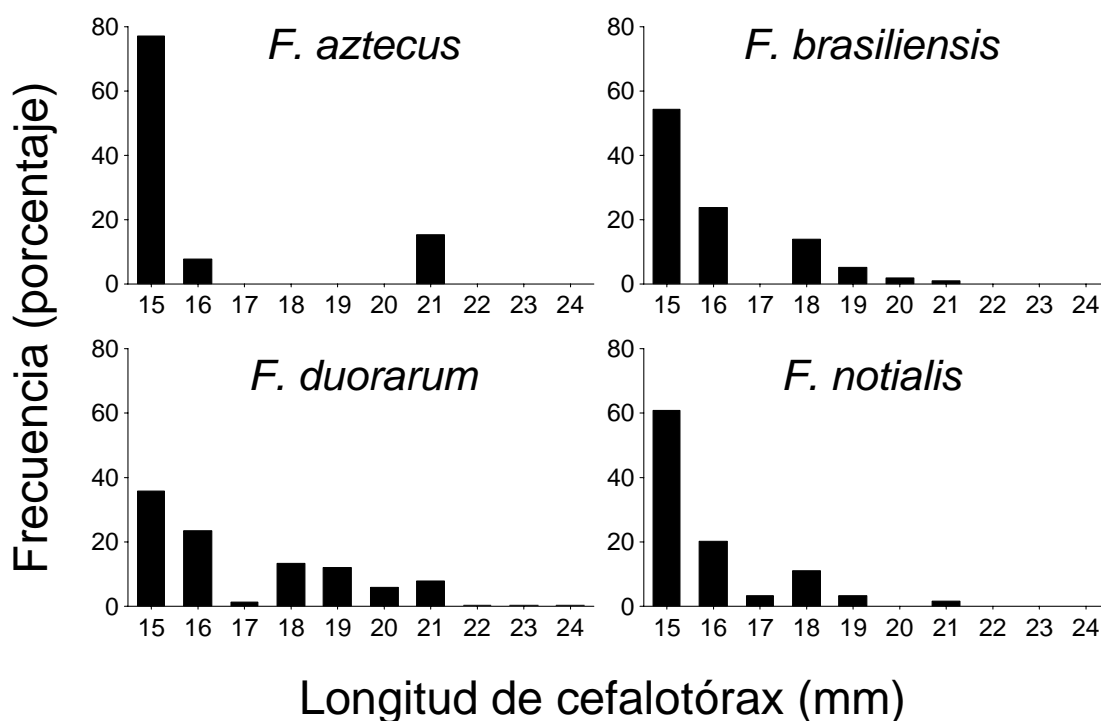 Frecuencia (porcentaje)
F. aztecus
80
60
40
20
0
15 16 17 18 19 20 21 22 23 24
F. brasiliensis
80
60
40
20
0
15 16 17 18 19 20 21 22 23 24
F. duorarum
80
60
40
20
0
15 16 17 18 19 20 21 22 23 24
F. notialis
80
60
40
20
0
15 16 17 18 19 20 21 22 23 24
Longitud de cefalotórax (mm)